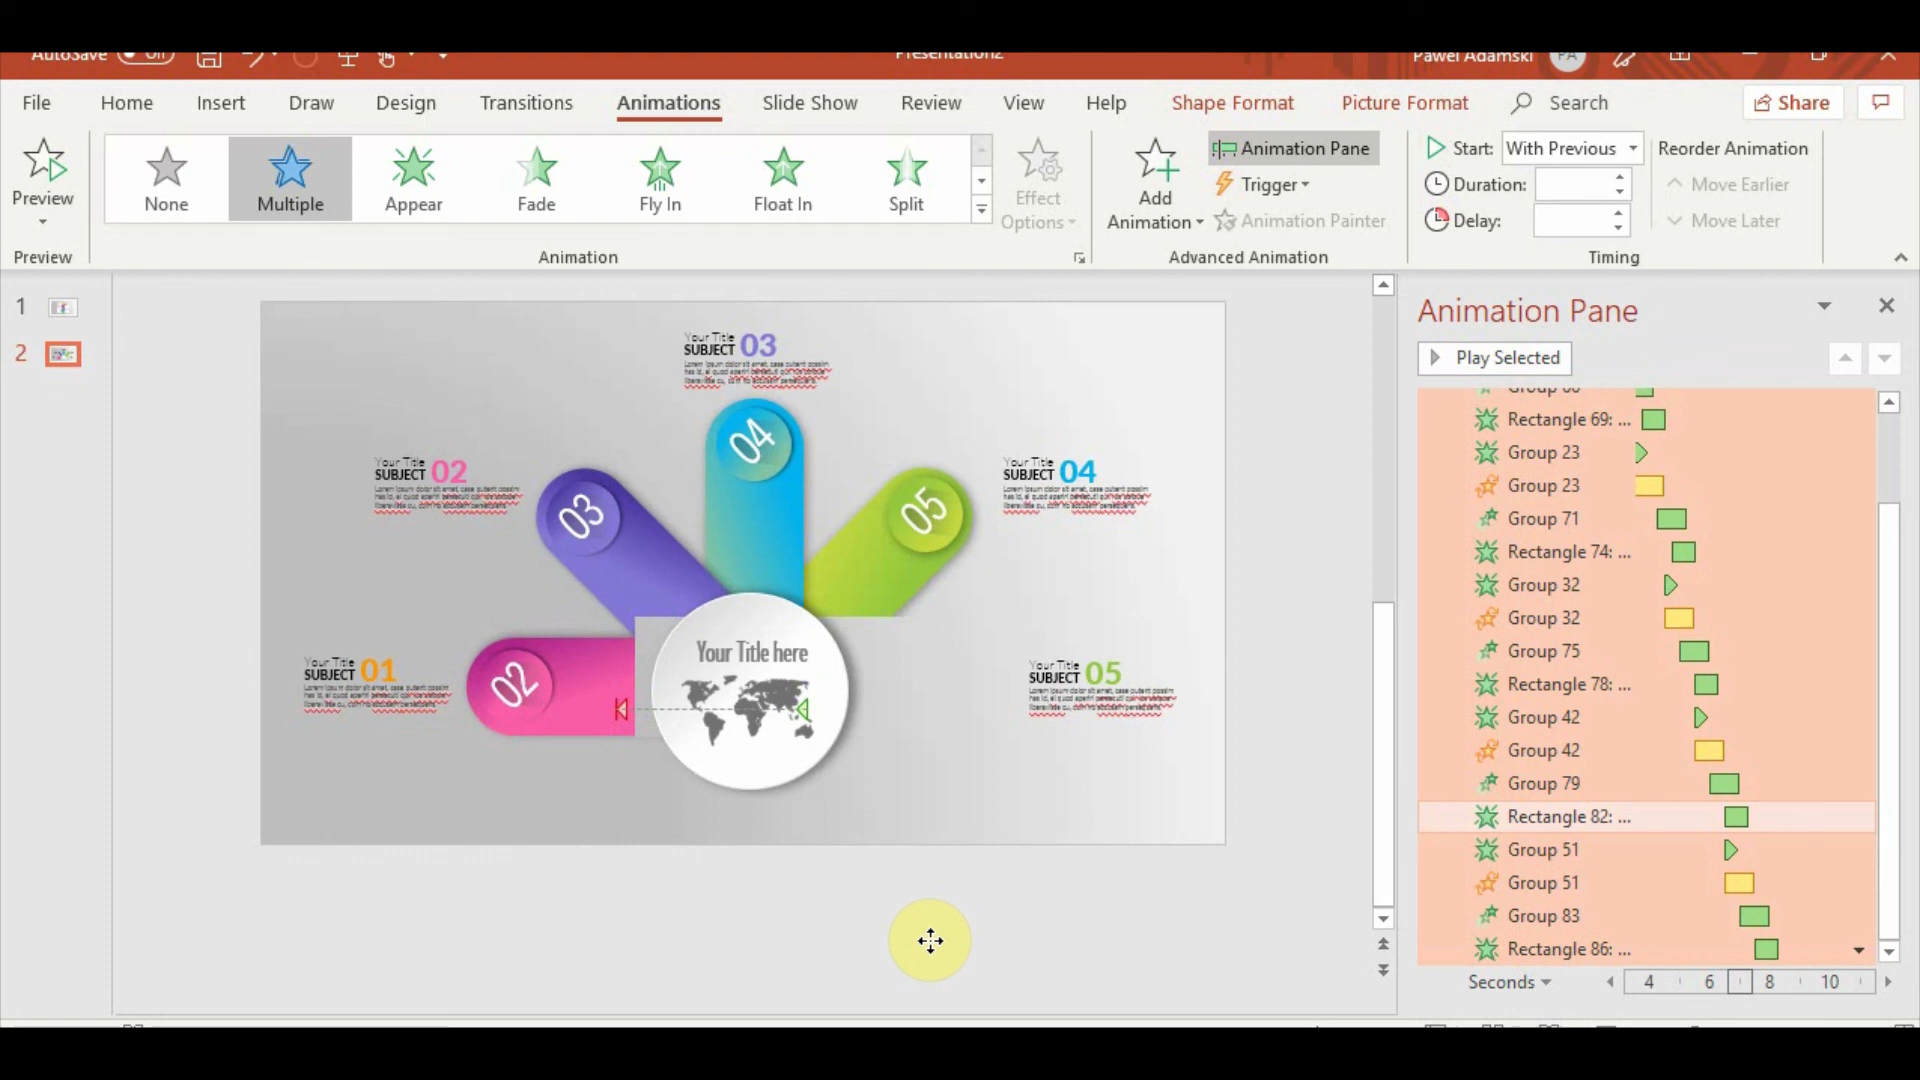 AutoSave Off Presentation2 Pawel Adamski PA
File Home Insert Draw Design Transitions Animations Slide Show Review View Help Shape Format Picture Format Search Share
Preview None Multiple Appear Fade Fly In Float In Split
Effect Options
Add Animation
Animation Pane
Trigger
Animation Painter
Start: With Previous
Duration:
Delay:
Reorder Animation
Move Earlier
Move Later
Preview Animation Advanced Animation Timing
1
2
Your Title
SUBJECT 03
Your Title
SUBJECT 02
Your Title
SUBJECT 04
Your Title
SUBJECT 01
Your Title
SUBJECT 05
04
03
05
02
Your Title here
Animation Pane
Play Selected
Rectangle 69: ...
Group 23
Group 23
Group 71
Rectangle 74: ...
Group 32
Group 32
Group 75
Rectangle 78: ...
Group 42
Group 42
Group 79
Rectangle 82: ...
Group 51
Group 51
Group 83
Rectangle 86: ...
Seconds 4 6 8 10